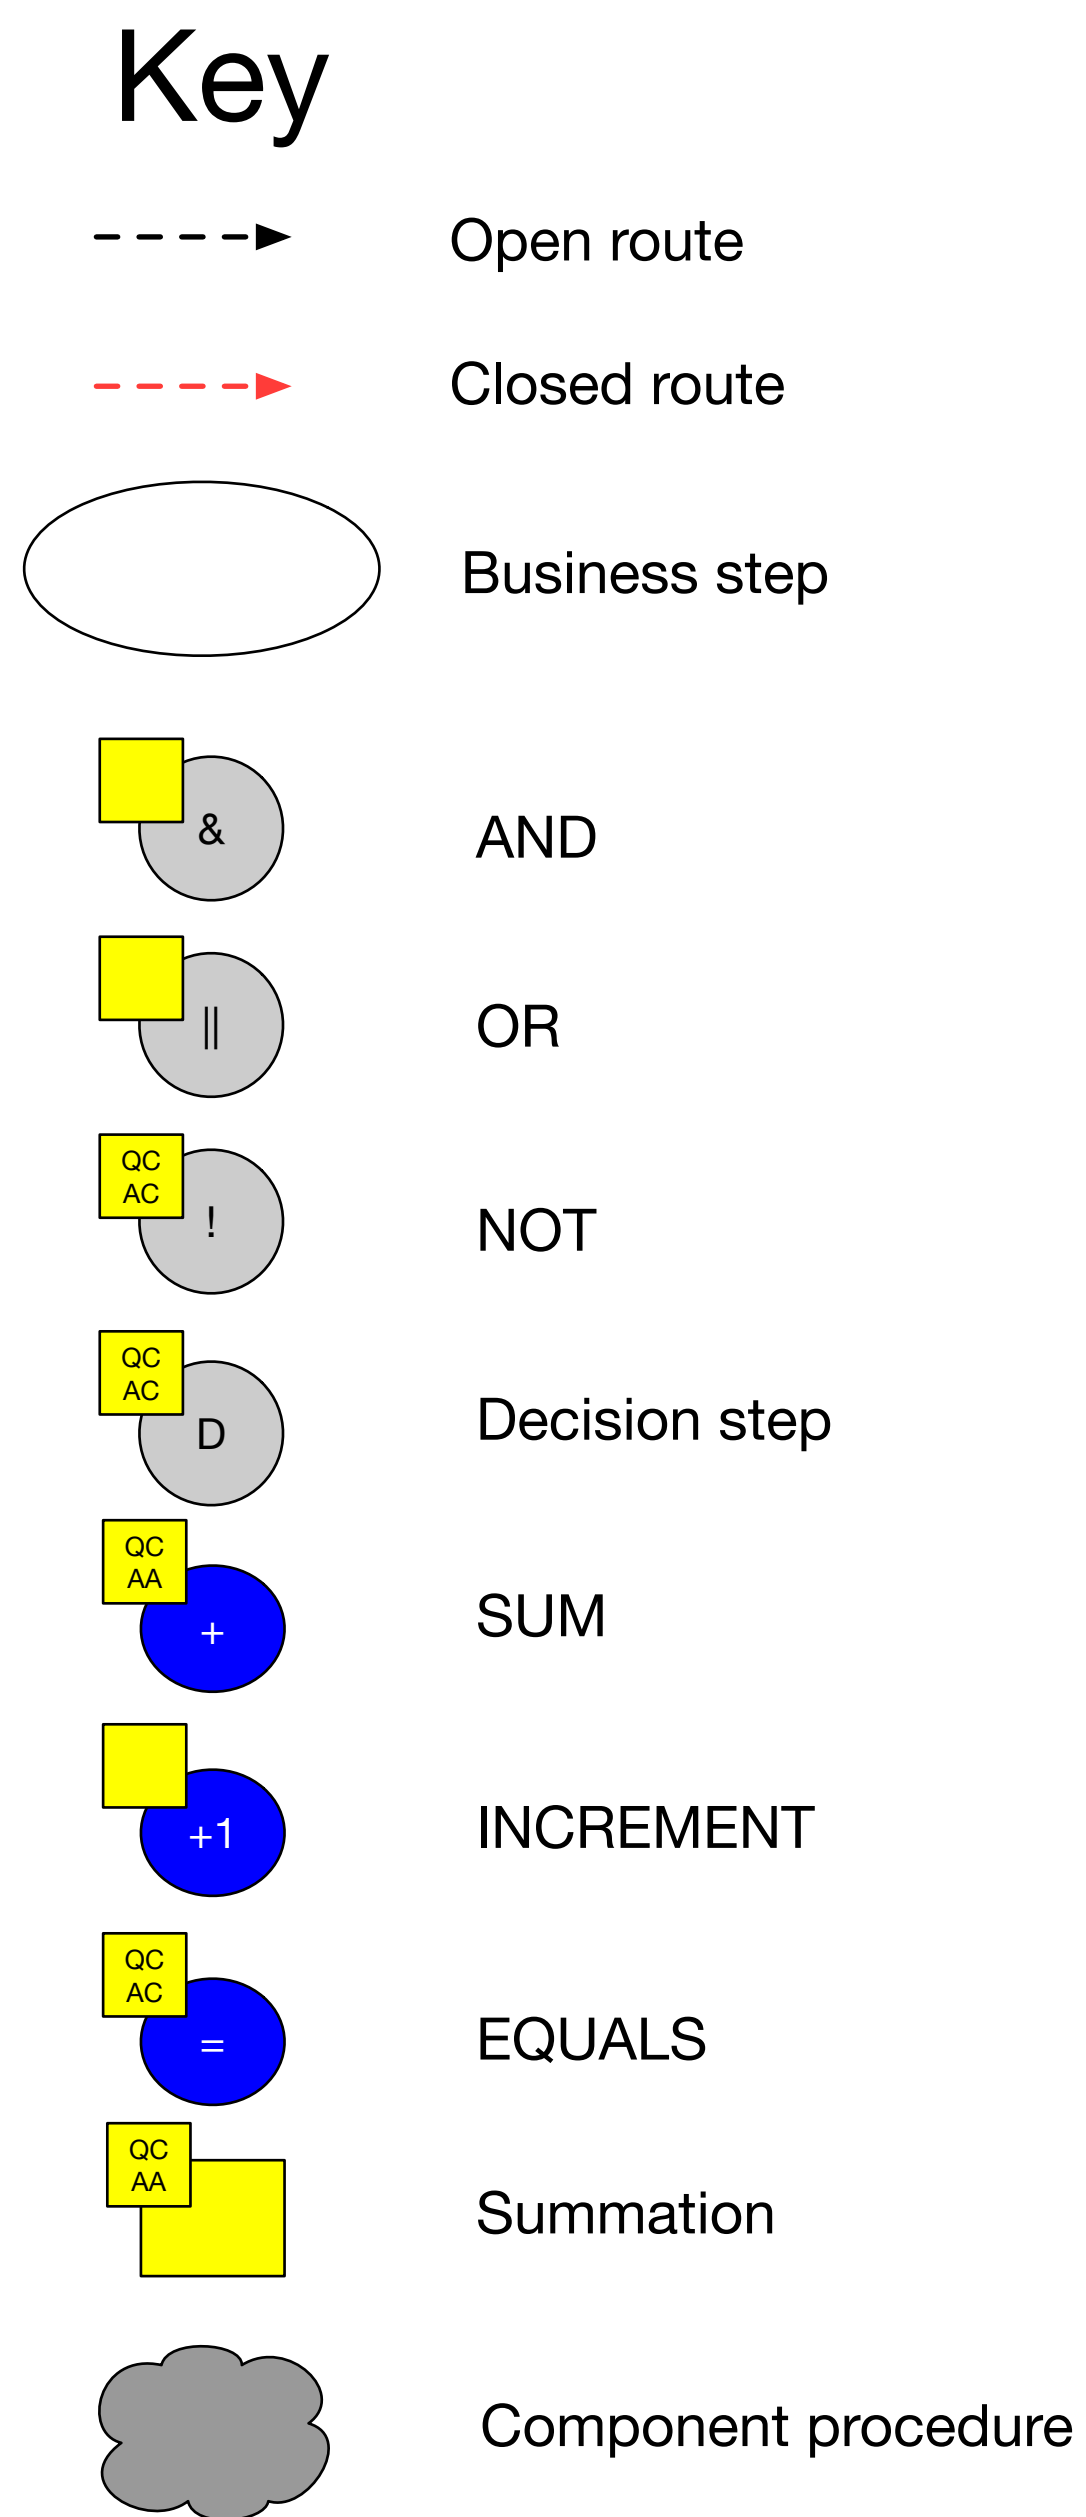 Key
Open route
Closed route
Business step
& AND
|| OR
QC
AC
! NOT
QC
AC
D Decision step
QC
AA
+ SUM
+1 INCREMENT
QC
AC
= EQUALS
QC
AA
Summation
Component procedure